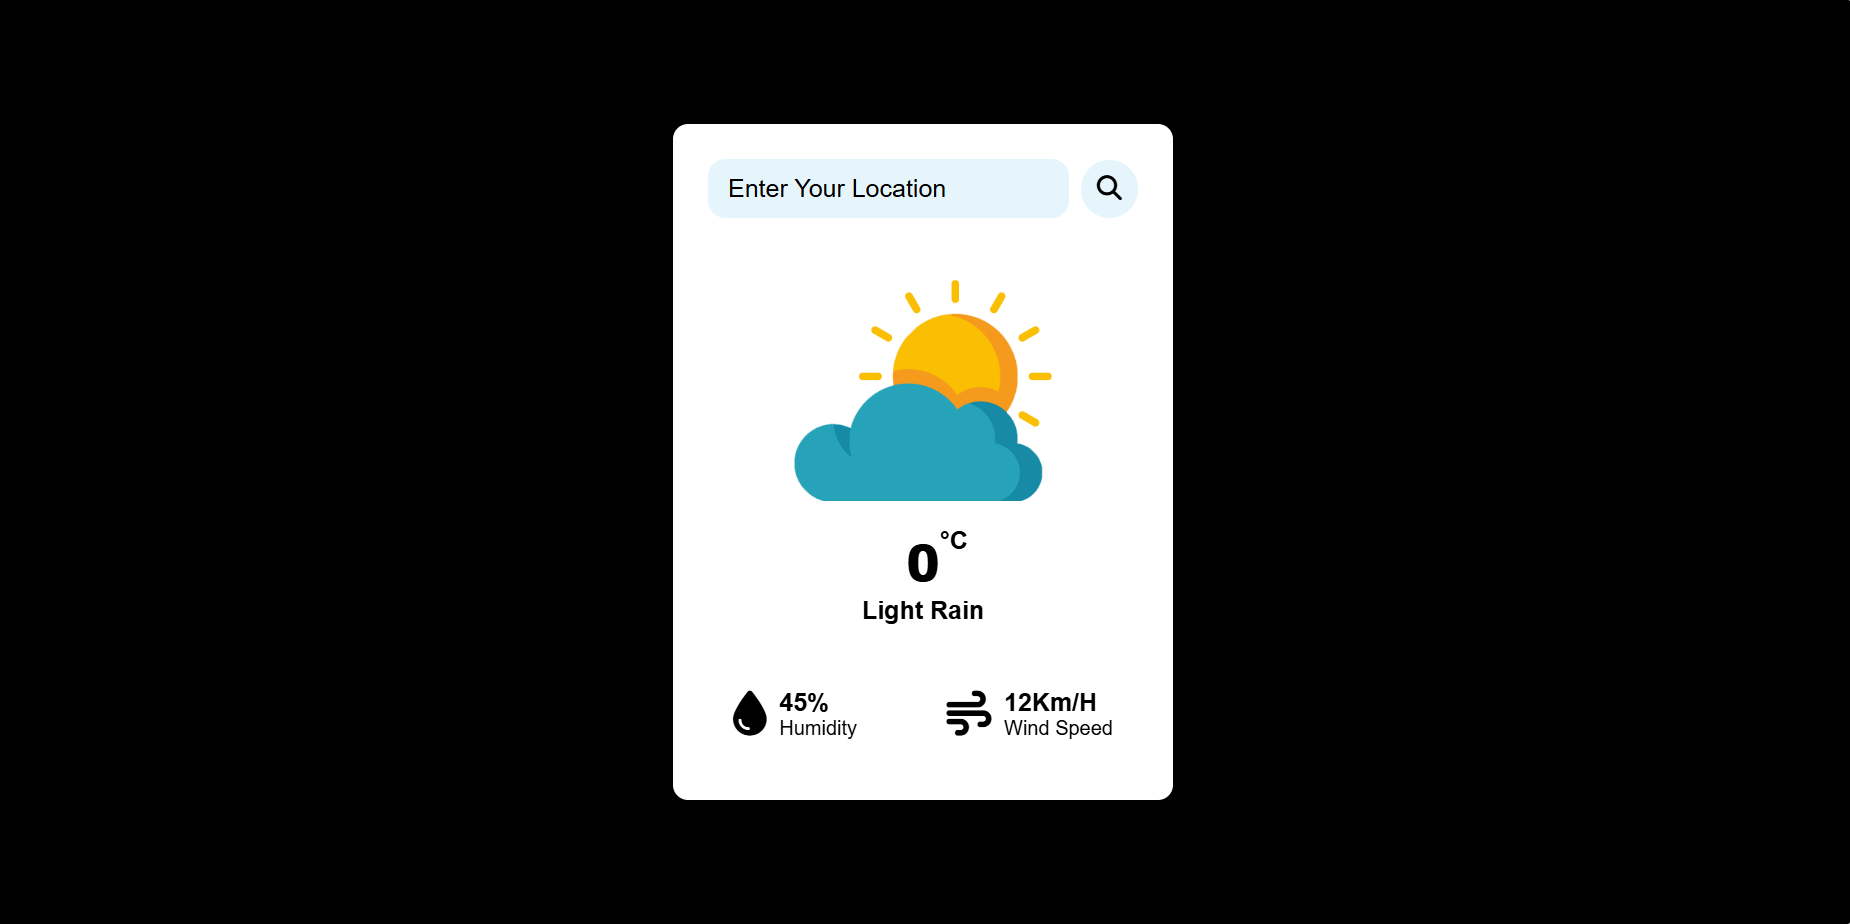 Enter Your Location
0°C
Light Rain
45%
Humidity
12Km/H
Wind Speed